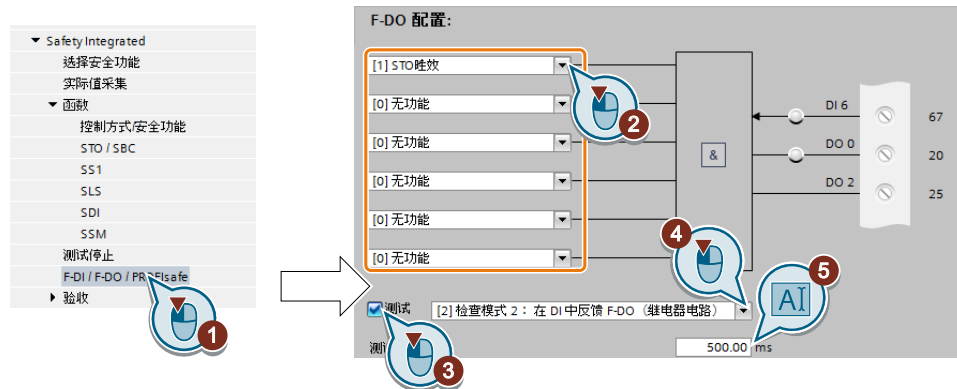 Safety Integrated
选择安全功能
实际值采集
函数
控制方式/安全功能
STO / SBC
SS1
SLS
SDI
SSM
测试停止
F-DI / F-DO / PROFIsafe
验收
1
F-DO 配置:
[1] STO生效
[0] 无功能
[0] 无功能
[0] 无功能
[0] 无功能
[0] 无功能
2
&
DI 6
67
DO 0
20
DO 2
25
4
5
AI
测试
[2] 检查模式 2： 在 DI 中反馈 F-DO（继电器电路）
3
500.00 ms